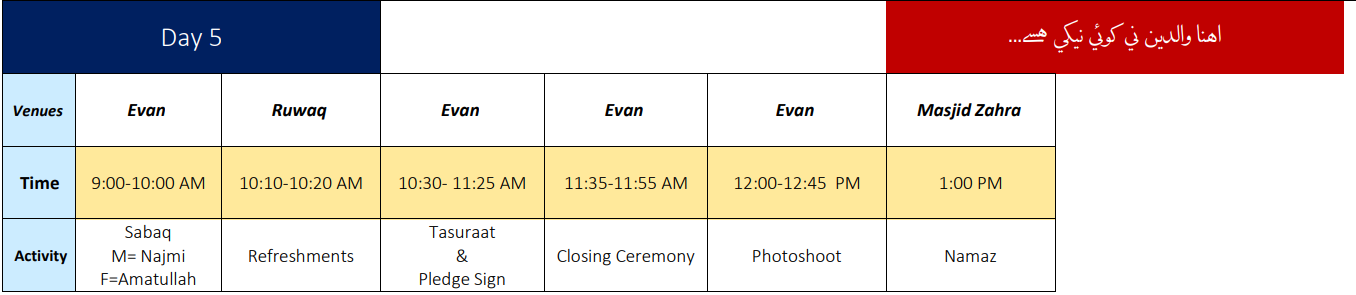 Day 5
اهنا والدين ني كوئي نيكي هسے...
Venues Evan Ruwaq Evan Evan Evan Masjid Zahra
Time 9:00-10:00 AM 10:10-10:20 AM 10:30- 11:25 AM 11:35-11:55 AM 12:00-12:45 PM 1:00 PM
Activity
Sabaq
M= Najmi
F=Amatullah
Refreshments
Tasuraat
&
Pledge Sign
Closing Ceremony
Photoshoot
Namaz